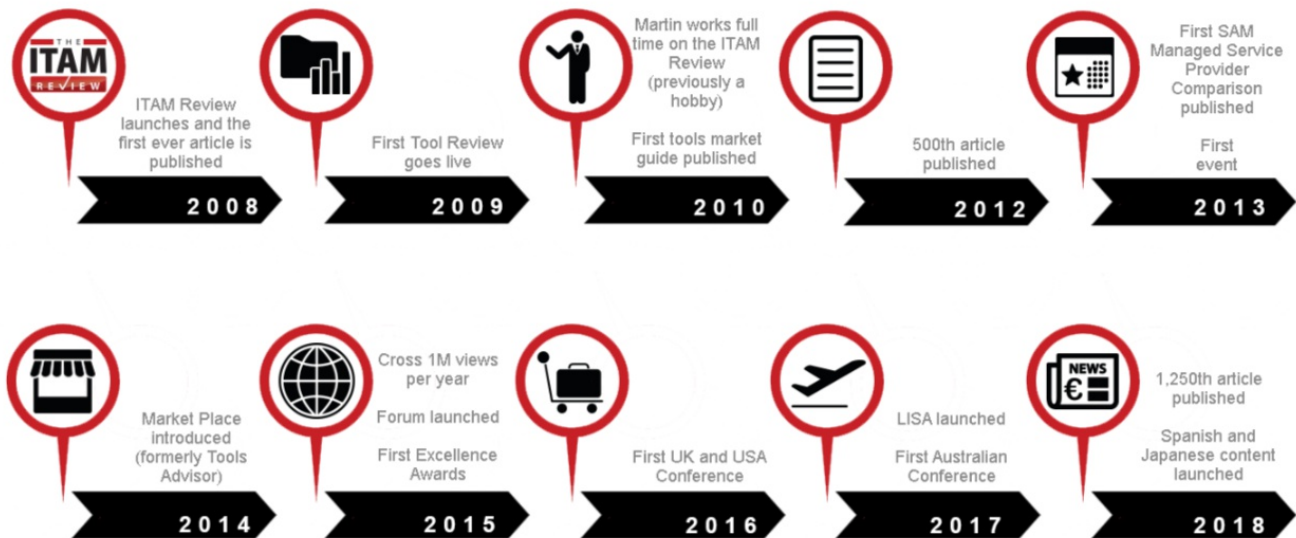 THE
ITAM
REVIEW
ITAM Review
launches and the
first ever article is
published
2008
First Tool Review
goes live
2009
Martin works full
time on the ITAM
Review
(previously a
hobby)
First tools market
guide published
2010
500th article
published
2012
First SAM
Managed Service
Provider
Comparison
published
First
event
2013
Market Place
introduced
(formerly Tools
Advisor)
2014
Cross 1M views
per year
Forum launched
First Excellence
Awards
2015
First UK and USA
Conference
2016
LISA launched
First Australian
Conference
2017
NEWS
€
1,250th article
published
Spanish and
Japanese content
launched
2018